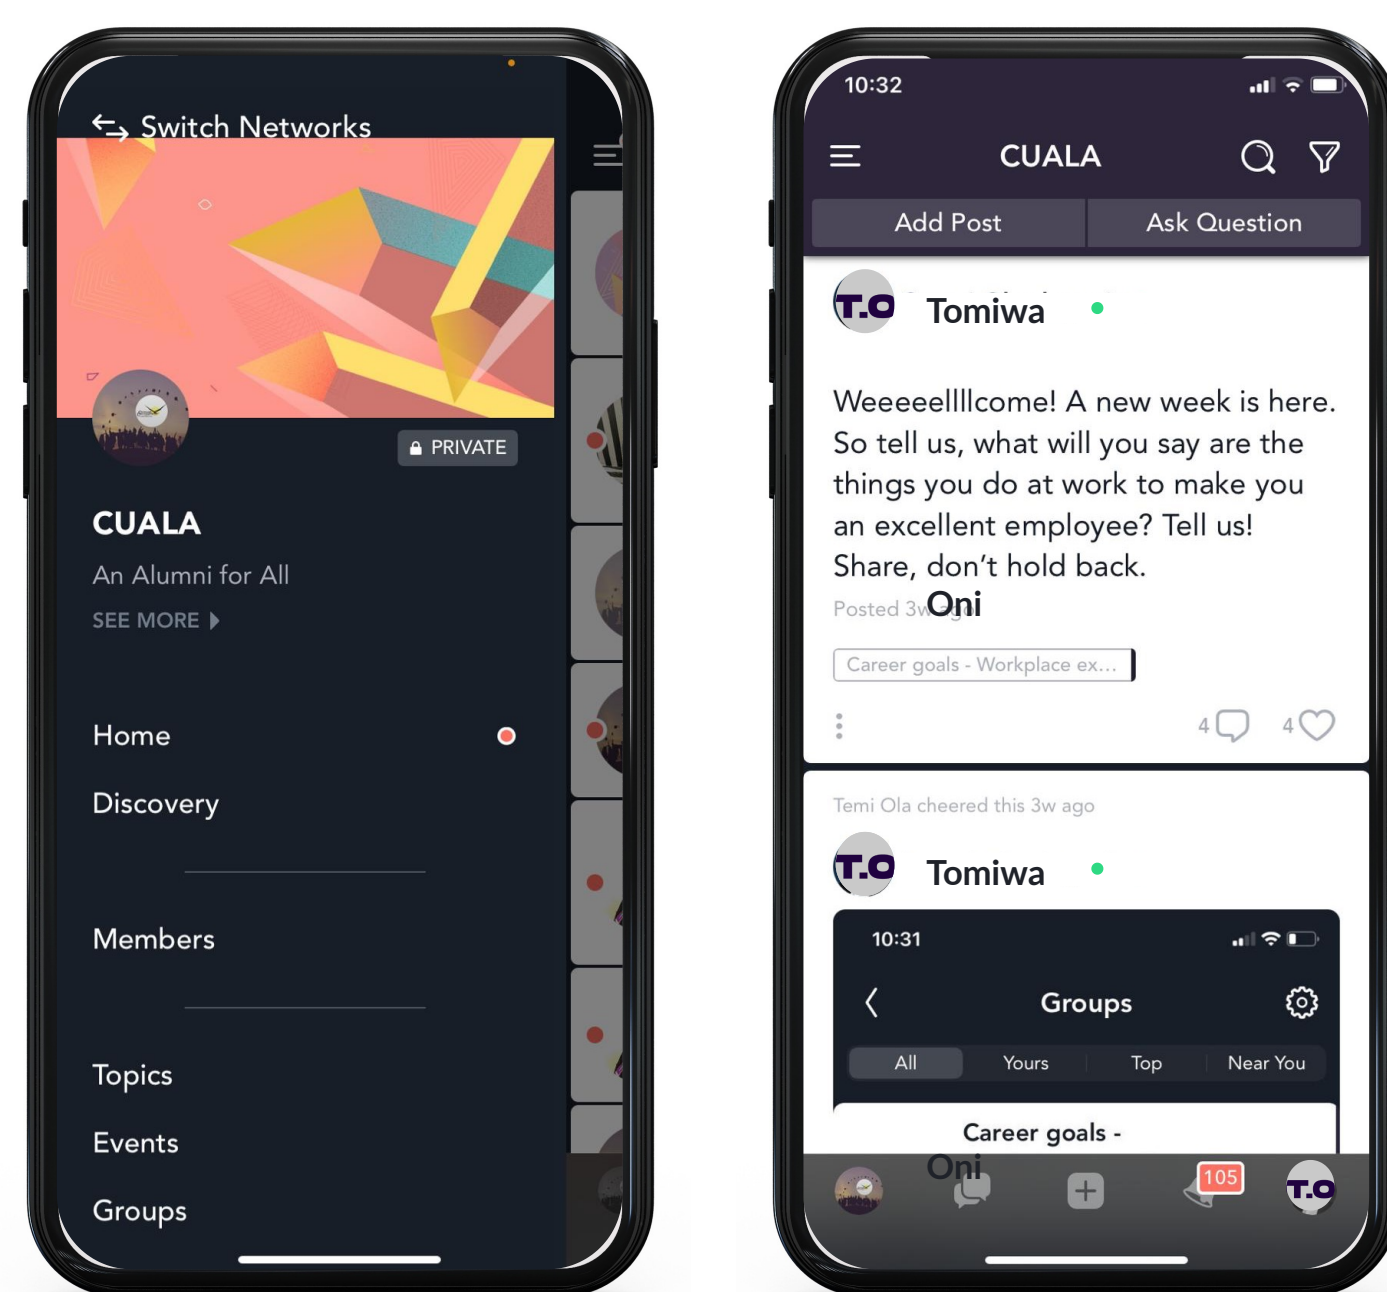 Switch Networks
PRIVATE
CUALA
An Alumni for All
SEE MORE
Home
Discovery
Members
Topics
Events
Groups
10:32
CUALA
Add Post
Ask Question
T.O
Tomiwa
Weeeeellllcome! A new week is here.
So tell us, what will you say are the
things you do at work to make you
an excellent employee? Tell us!
Share, don't hold back.
Oni
Posted 3w ago
Career goals - Workplace ex...
4
4
Temi Ola cheered this 3w ago
T.O
Tomiwa
10:31
Groups
All
Yours
Top
Near You
Career goals -
Oni
105
T.O